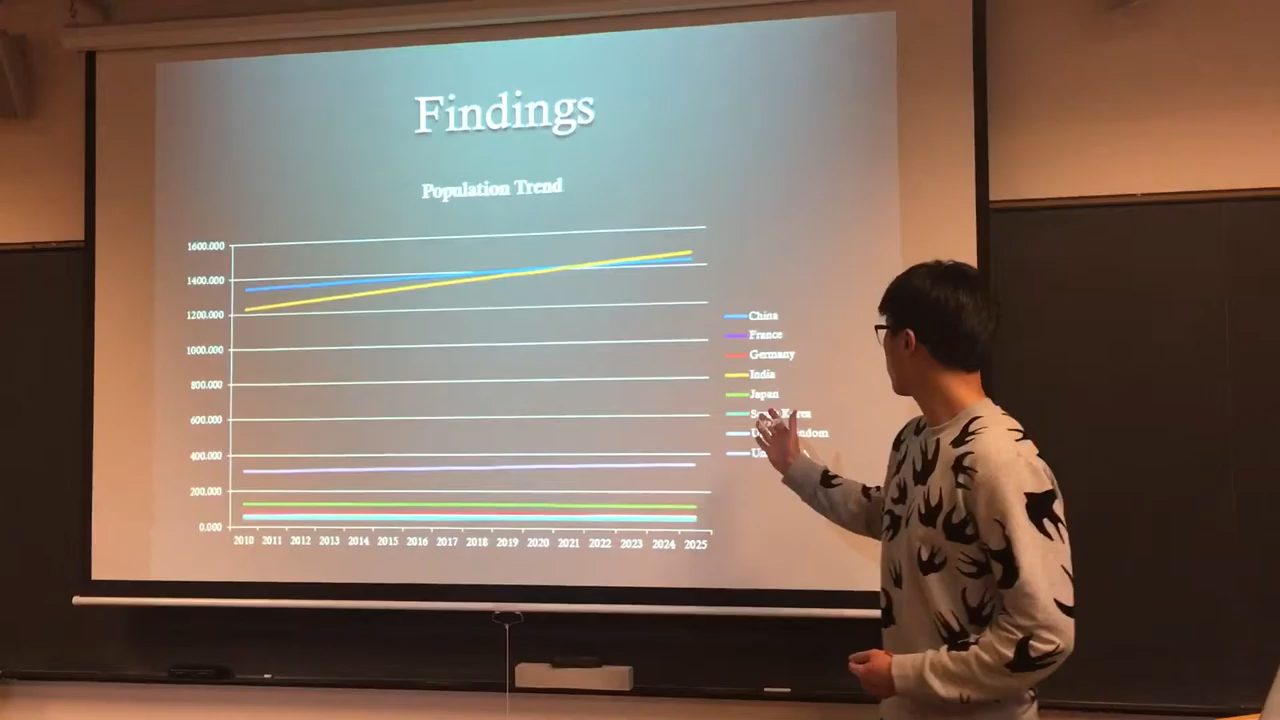 Findings
Population Trend
1600.000
1400.000
1200.000
1000.000
800.000
600.000
400.000
200.000
0.000
2010 2011 2012 2013 2014 2015 2016 2017 2018 2019 2020 2021 2022 2023 2024 2025
China
France
Germany
India
Japan